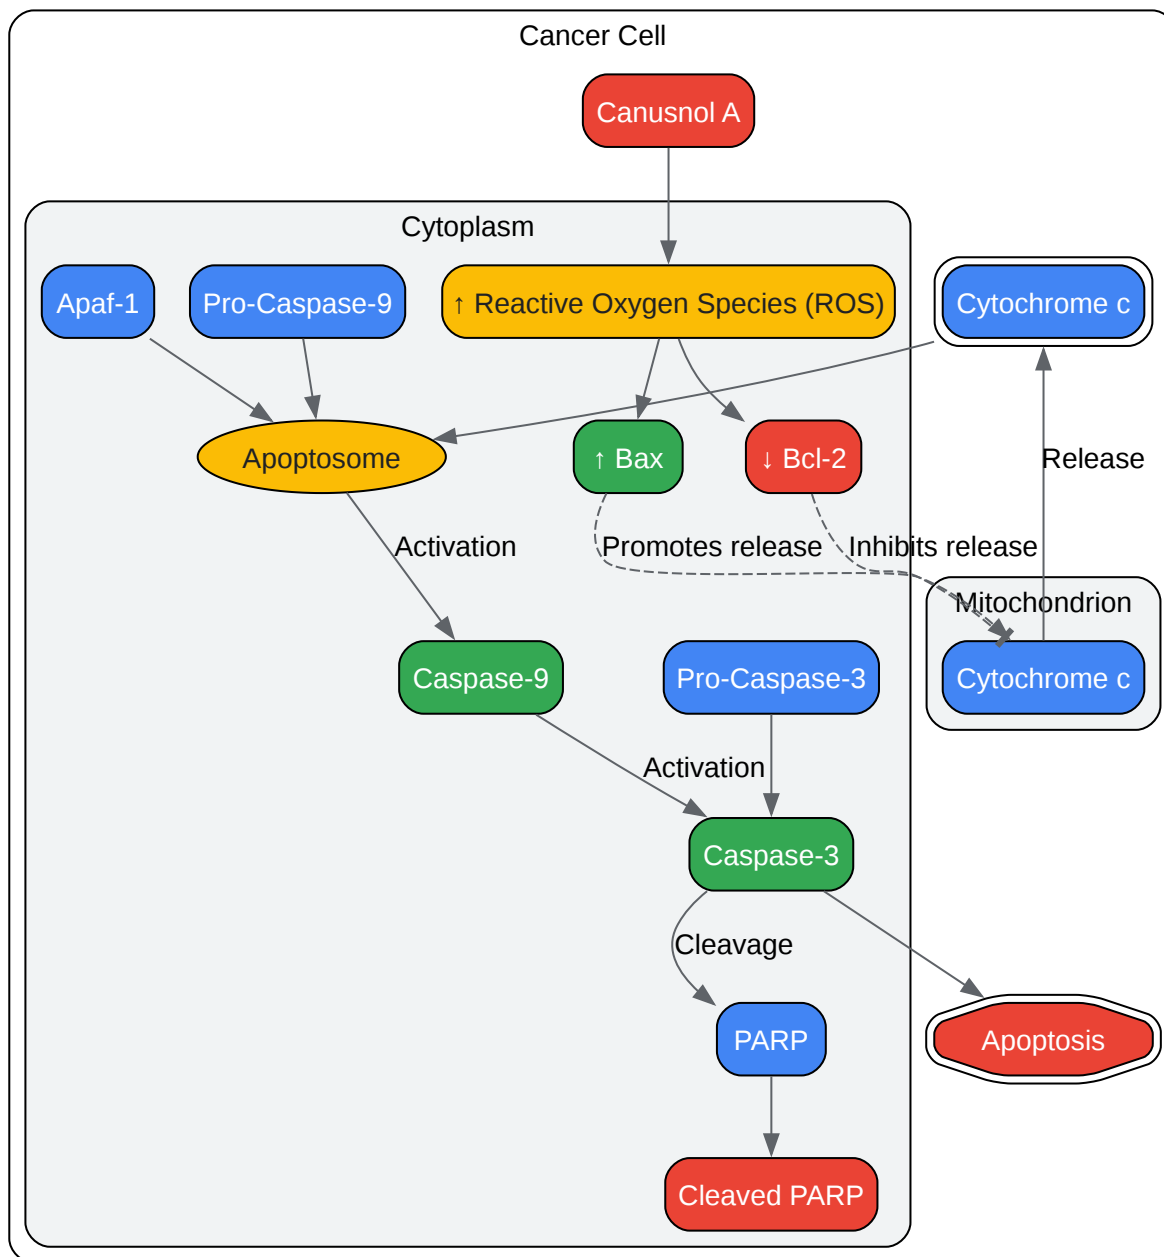 Cancer Cell
Canusnol A
Cytoplasm
Apaf-1
Pro-Caspase-9
↑ Reactive Oxygen Species (ROS)
Cytochrome c
Apoptosome
↑ Bax
↓ Bcl-2
Release
Activation
Promotes release
Inhibits release
Mitochondrion
Caspase-9
Pro-Caspase-3
Cytochrome c
Activation
Caspase-3
Cleavage
PARP
Apoptosis
Cleaved PARP